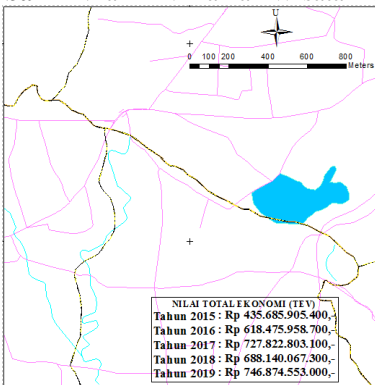 U
0 100 200 400 600 800
Meters
NILAI TOTAL EKONOMI (TEV)
Tahun 2015 : Rp 435.685.905.400,-
Tahun 2016 : Rp 618.475.958.700,-
Tahun 2017 : Rp 727.822.803.100,-
Tahun 2018 : Rp 688.140.067.300,-
Tahun 2019 : Rp 746.874.553.000,-